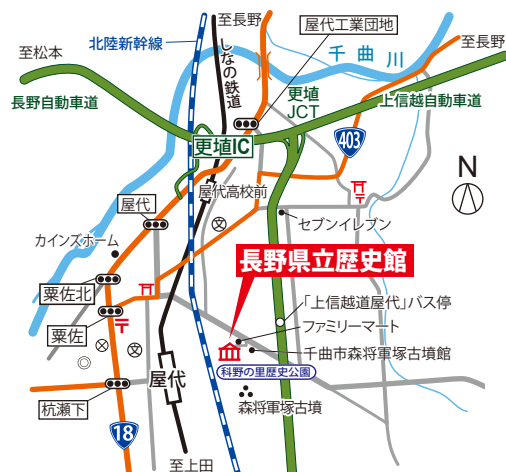 至長野
屋代工業団地
北陸新幹線
至松本
しなの鉄道
千曲川
至長野
長野自動車道
更埴
JCT
上信越自動車道
更埴IC
403
N
屋代高校前
屋代
セブンイレブン
カインズホーム
長野県立歴史館
粟佐北
「上信越道屋代」バス停
粟佐
ファミリーマート
千曲市森将軍塚古墳館
屋代
科野の里歴史公園
杭瀬下
森将軍塚古墳
18
至上田